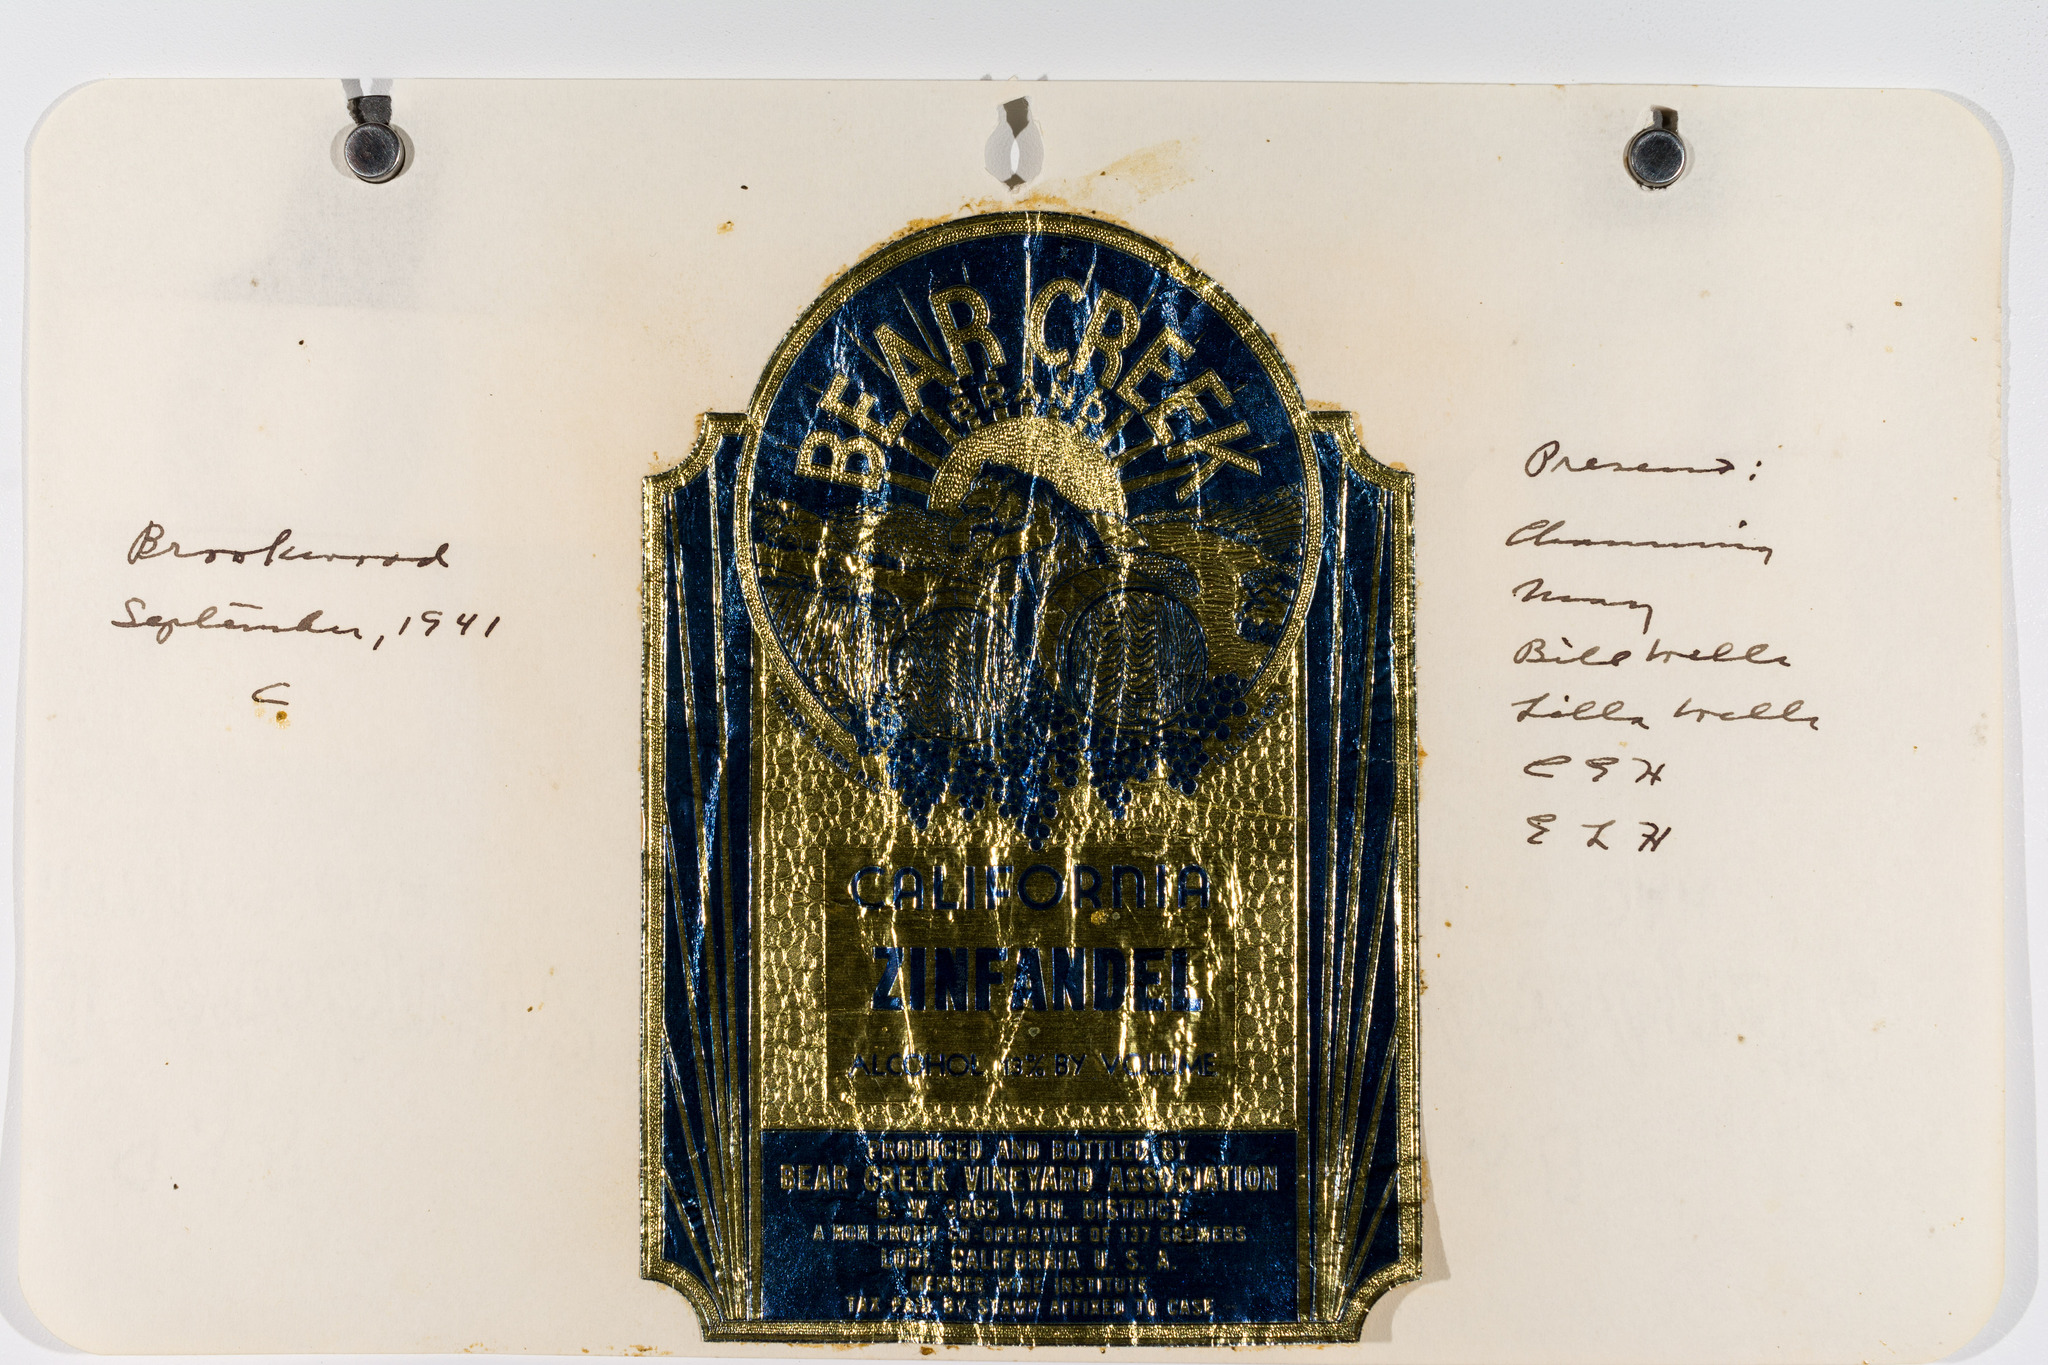 Brookwood
September, 1941
C
BEAR CREEK
BRAND
CALIFORNIA
ZINFANDEL
ALCOHOL 13% BY VOLUME
PRODUCED AND BOTTLED BY
BEAR CREEK VINEYARD ASSOCIATION
B. W. 3865 14TH. DISTRICT
A NON PROFIT CO-OPERATIVE OF 137 GROWERS
LODI, CALIFORNIA U. S. A.
MEMBER WINE INSTITUTE
TAX PAID BY STAMP AFFIXED TO CASE
Present:
Channing
May
Bill Wells
Lilla Wells
C E H
E L H